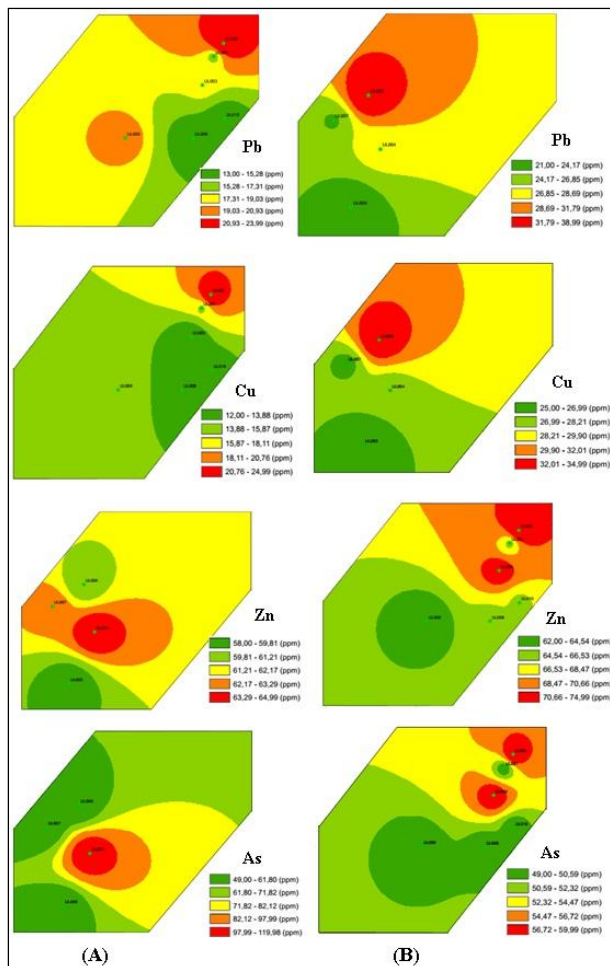 Pb
13,00 - 15,28 (ppm)
15,28 - 17,31 (ppm)
17,31 - 19,03 (ppm)
19,03 - 20,93 (ppm)
20,93 - 23,99 (ppm)
Pb
21,00 - 24,17 (ppm)
24,17 - 26,85 (ppm)
26,85 - 28,69 (ppm)
28,69 - 31,79 (ppm)
31,79 - 38,99 (ppm)
Cu
12,00 - 13,88 (ppm)
13,88 - 15,87 (ppm)
15,87 - 18,11 (ppm)
18,11 - 20,76 (ppm)
20,76 - 24,99 (ppm)
Cu
25,00 - 26,99 (ppm)
26,99 - 28,21 (ppm)
28,21 - 29,90 (ppm)
29,90 - 32,01 (ppm)
32,01 - 34,99 (ppm)
Zn
58,00 - 59,81 (ppm)
59,81 - 61,21 (ppm)
61,21 - 62,17 (ppm)
62,17 - 63,29 (ppm)
63,29 - 64,99 (ppm)
Zn
62,00 - 64,54 (ppm)
64,54 - 66,53 (ppm)
66,53 - 68,47 (ppm)
68,47 - 70,66 (ppm)
70,66 - 74,99 (ppm)
As
49,00 - 61,80 (ppm)
61,80 - 71,82 (ppm)
71,82 - 82,12 (ppm)
82,12 - 97,99 (ppm)
97,99 - 119,98 (ppm)
As
49,00 - 50,59 (ppm)
50,59 - 52,32 (ppm)
52,32 - 54,47 (ppm)
54,47 - 56,72 (ppm)
56,72 - 59,99 (ppm)
(A)
(B)